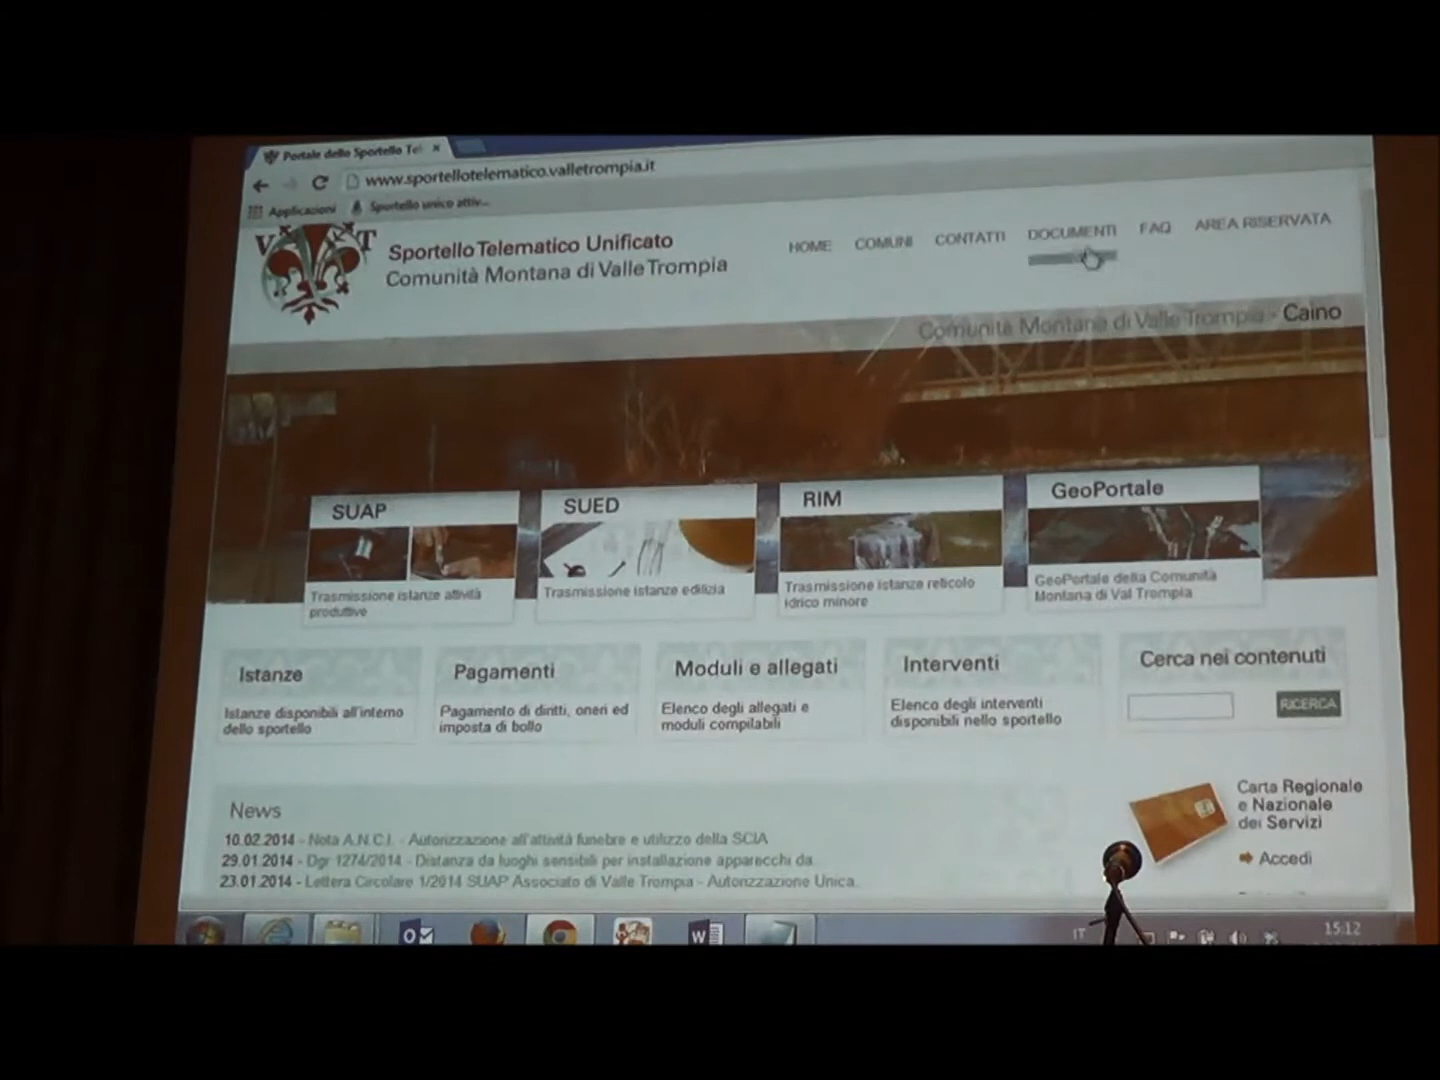 Portale dello Sportello Tel
www.sportellotelematico.valletrompia.it
Applicazioni
Sportello unico attiv...
V T
Sportello Telematico Unificato
Comunità Montana di Valle Trompia
HOME COMUNI CONTATTI DOCUMENTI FAQ AREA RISERVATA
Comunità Montana di Valle Trompia - Caino
SUAP
Trasmissione istanze attività
produttive
SUED
Trasmissione istanze edilizia
RIM
Trasmissione istanze reticolo
idrico minore
GeoPortale
GeoPortale della Comunità
Montana di Val Trompia
Istanze
Istanze disponibili all'interno
dello sportello
Pagamenti
Pagamento di diritti, oneri ed
imposta di bollo
Moduli e allegati
Elenco degli allegati e
moduli compilabili
Interventi
Elenco degli interventi
disponibili nello sportello
Cerca nei contenuti
RICERCA
News
10.02.2014 - Nota A.N.C.I. - Autorizzazione all'attività funebre e utilizzo della SCIA
29.01.2014 - Dgr 1274/2014 - Distanza da luoghi sensibili per installazione apparecchi da
23.01.2014 - Lettera Circolare 1/2014 SUAP Associato di Valle Trompia - Autorizzazione Unica
Carta Regionale
e Nazionale
dei Servizi
Accedi
IT
15:12